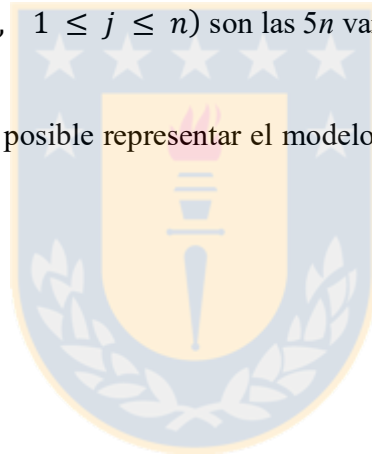 , 1 ≤ j ≤ n) son las 5n va
posible representar el modelo